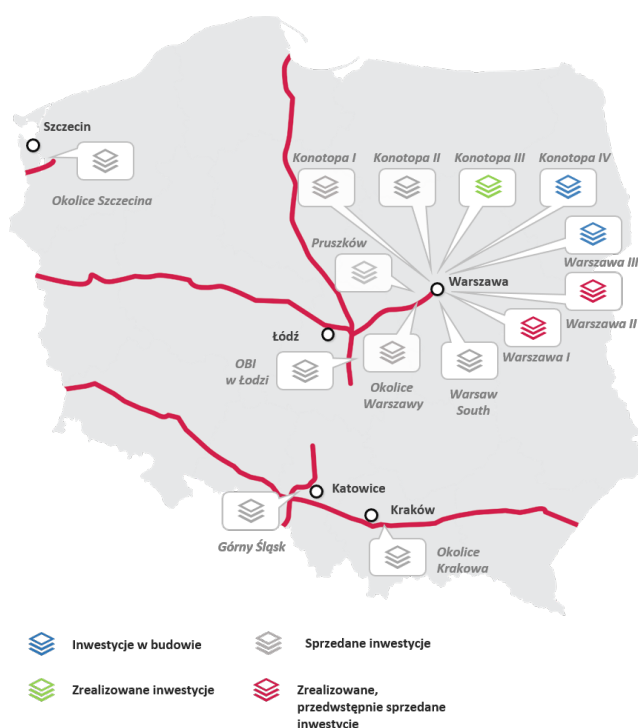 Szczecin
Okolice Szczecina
Konotopa I
Konotopa II
Konotopa III
Konotopa IV
Pruszków
Warszawa
Warszawa III
Warszawa II
Warszawa I
Łódź
OBI
w Łodzi
Okolice
Warszawy
Warsaw
South
Katowice
Górny Śląsk
Kraków
Okolice
Krakowa
Inwestycje w budowie
Sprzedane inwestycje
Zrealizowane inwestycje
Zrealizowane,
przedwstępnie sprzedane
inwestycje